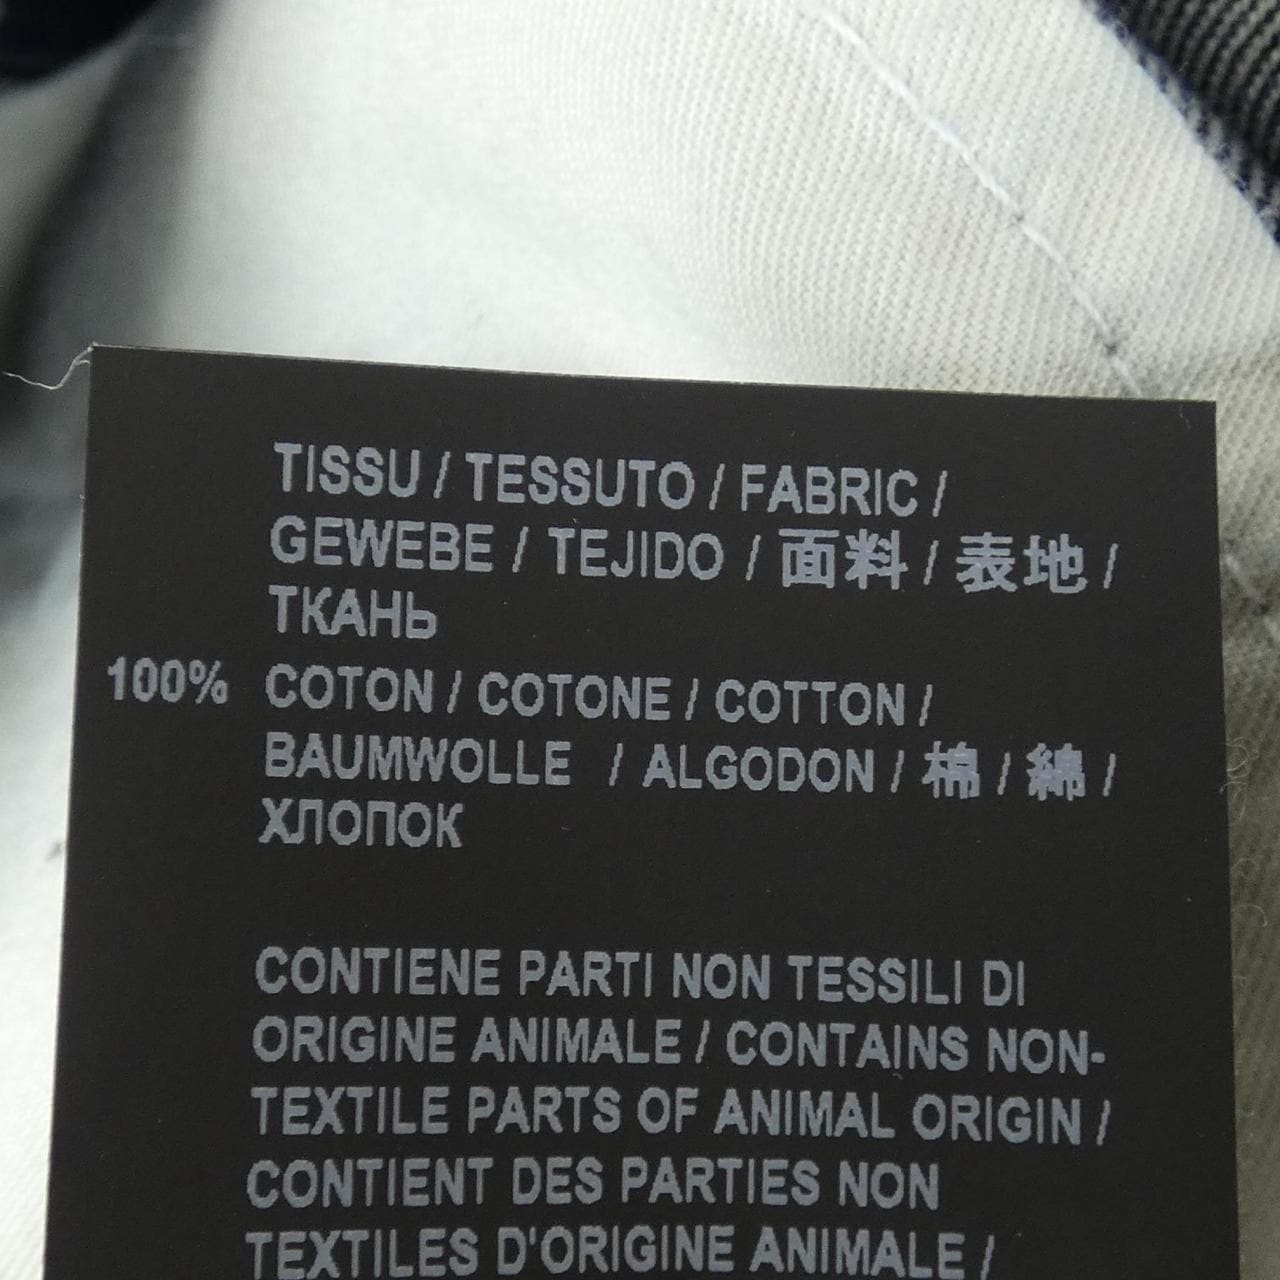 TISSU / TESSUTO / FABRIC /
GEWEBE / TEJIDO / 面料 / 表地 /
ТКАНЬ
100% COTON / COTONE / COTTON /
BAUMWOLLE / ALGODON / 棉 / 綿 /
ХЛОПОК
CONTIENE PARTI NON TESSILI DI
ORIGINE ANIMALE / CONTAINS NON-
TEXTILE PARTS OF ANIMAL ORIGIN /
CONTIENT DES PARTIES NON
TEXTILES D'ORIGINE ANIMALE /